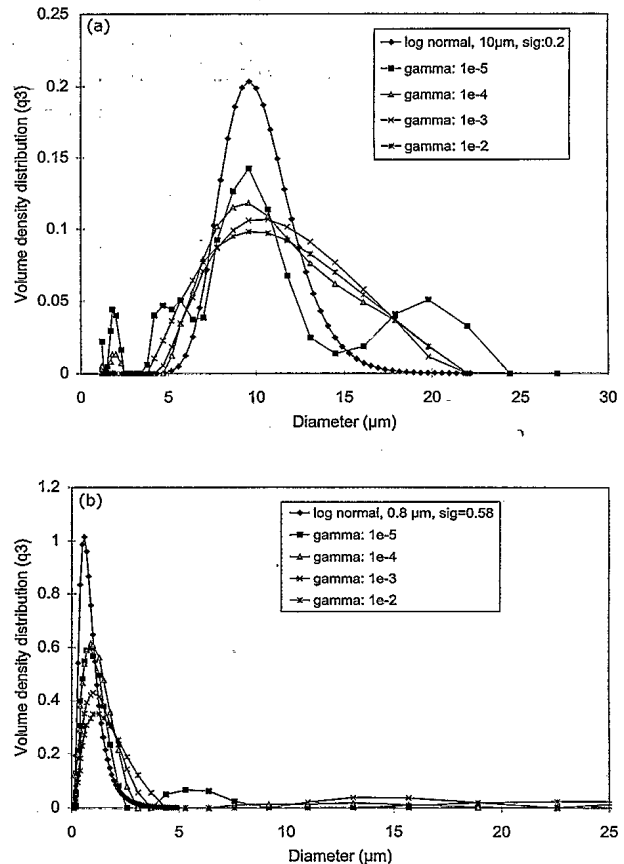 (a)
0.25
0.2
0.15
0.1
0.05
0
Volume density distribution (q3)
log normal, 10µm, sig:0.2
gamma: 1e-5
gamma: 1e-4
gamma: 1e-3
gamma: 1e-2
0 5 10 15 20 25 30
Diameter (µm)
(b)
1.2
1
0.8
0.6
0.4
0.2
0
Volume density distribution (q3)
log normal, 0.8 µm, sig=0.58
gamma: 1e-5
gamma: 1e-4
gamma: 1e-3
gamma: 1e-2
0 5 10 15 20 25
Diameter (µm)